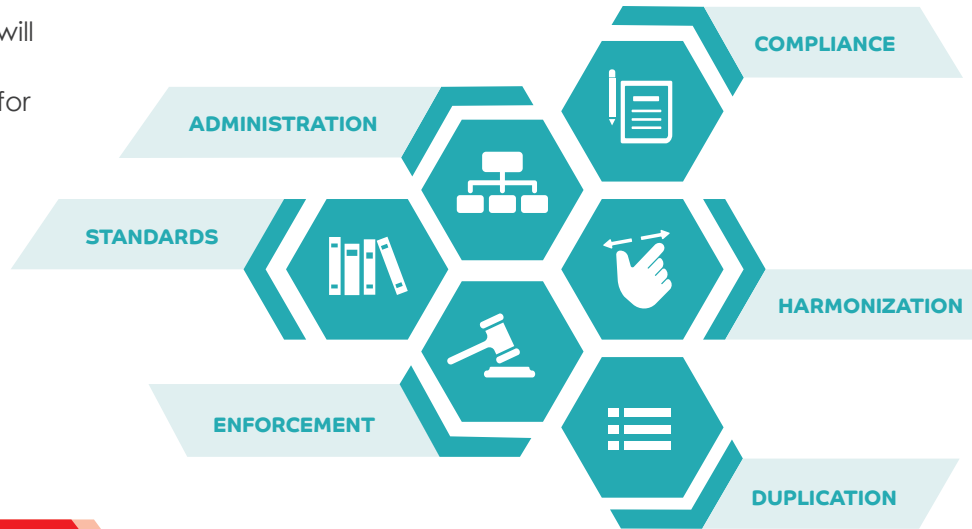 will
for
COMPLIANCE
ADMINISTRATION
STANDARDS
HARMONIZATION
ENFORCEMENT
DUPLICATION